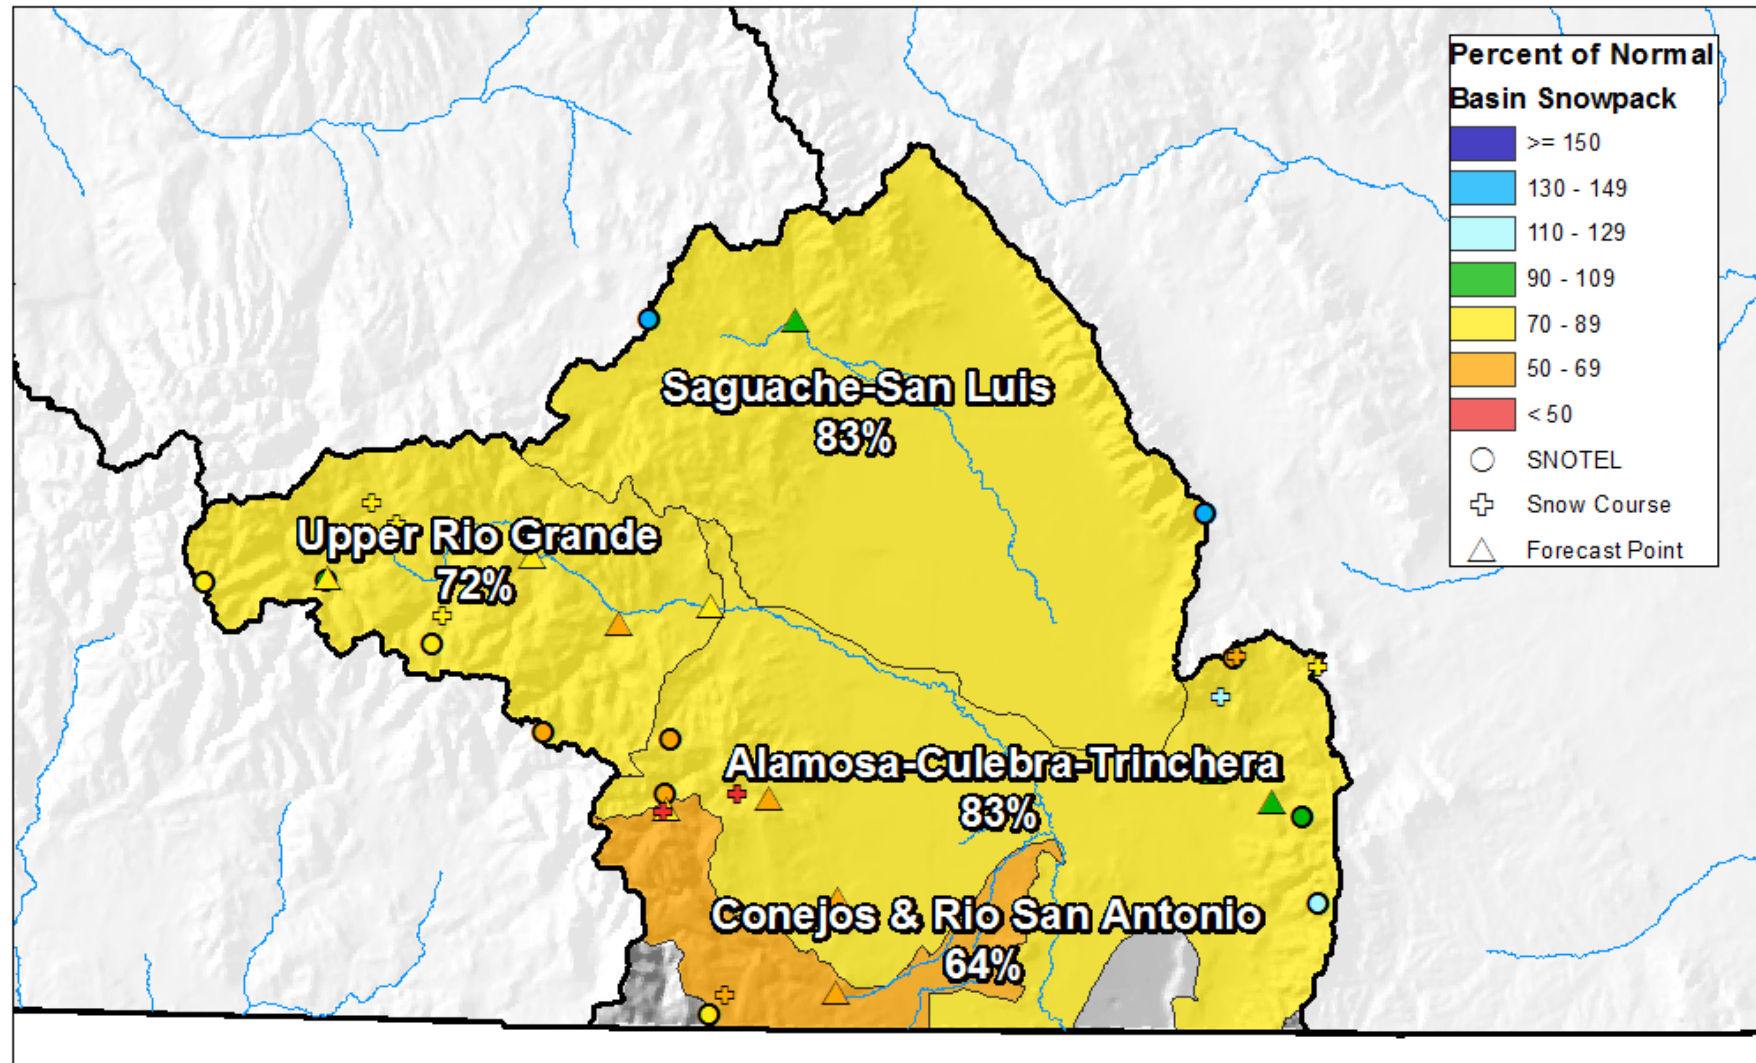 Percent of Normal
Basin Snowpack
>= 150
130 - 149
110 - 129
90 - 109
70 - 89
50 - 69
< 50
SNOTEL
Snow Course
Forecast Point
Saguache-San Luis
83%
Upper Rio Grande
72%
Alamosa-Culebra-Trinchera
83%
Conejos & Rio San Antonio
64%